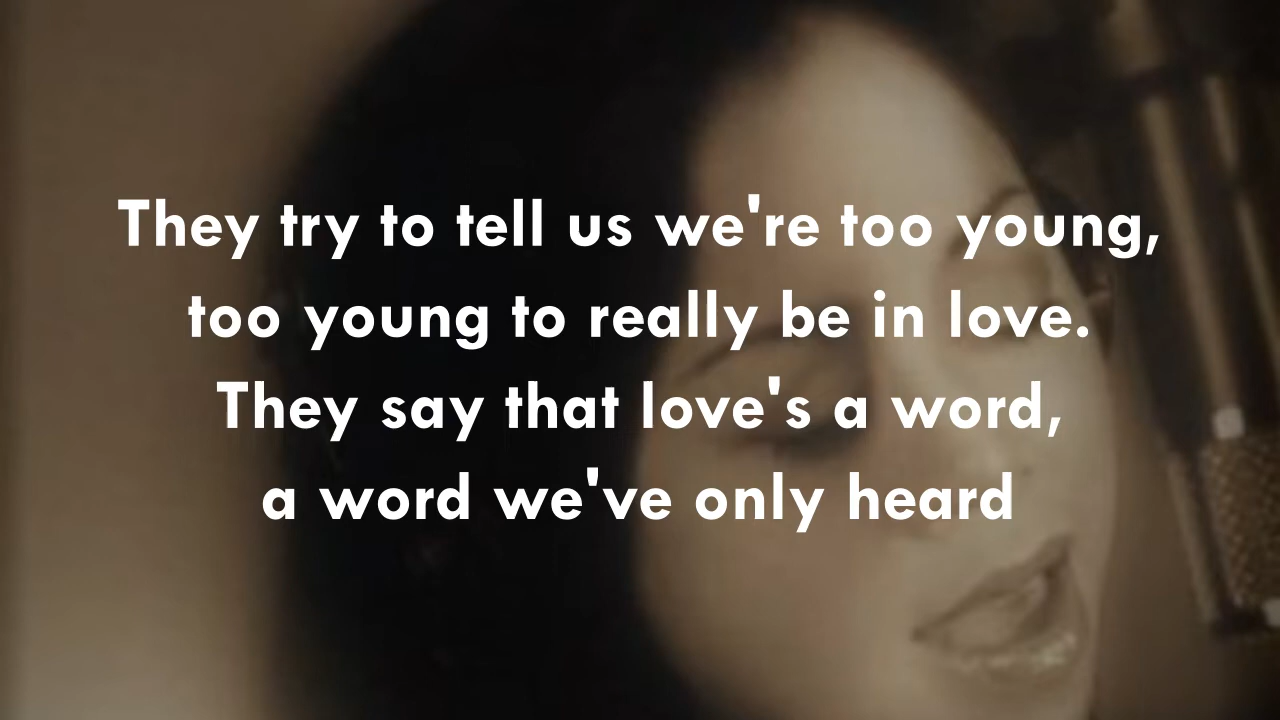 They try to tell us we're too young,
too young to really be in love.
They say that love's a word,
a word we've only heard